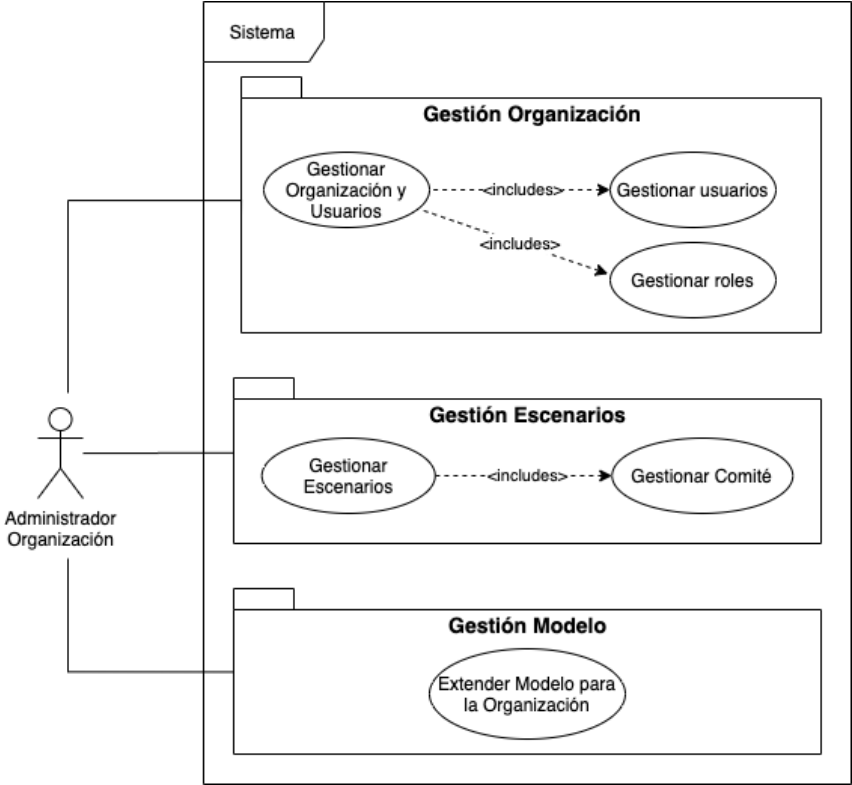 Sistema
Gestión Organización
Gestionar
Organización y
Usuarios
<includes>
Gestionar usuarios
<includes>
Gestionar roles
Gestión Escenarios
Gestionar
Escenarios
<includes>
Gestionar Comité
Administrador
Organización
Gestión Modelo
Extender Modelo para
la Organización